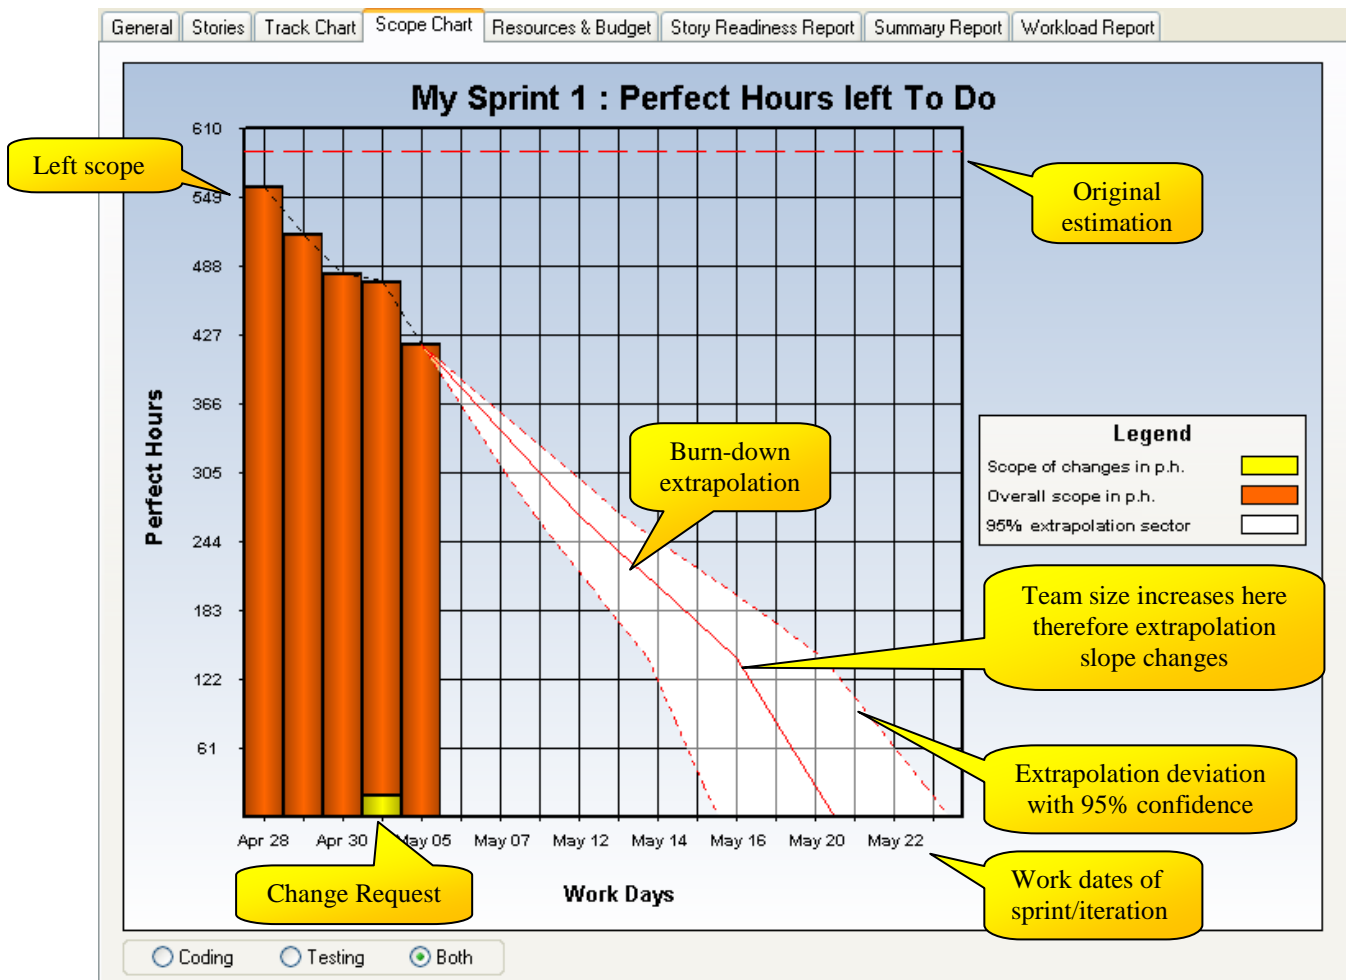 General Stories Track Chart Scope Chart Resources & Budget Story Readiness Report Summary Report Workload Report
My Sprint 1 : Perfect Hours left To Do
Left scope
Original
estimation
610
549
488
427
366
305
244
183
122
61
Perfect Hours
Burn-down
extrapolation
Legend
Scope of changes in p.h.
Overall scope in p.h.
95% extrapolation sector
Team size increases here
therefore extrapolation
slope changes
Extrapolation deviation
with 95% confidence
Apr 28 Apr 30 May 05 May 07 May 12 May 14 May 16 May 20 May 22
Change Request
Work Days
Work dates of
sprint/iteration
Coding Testing Both